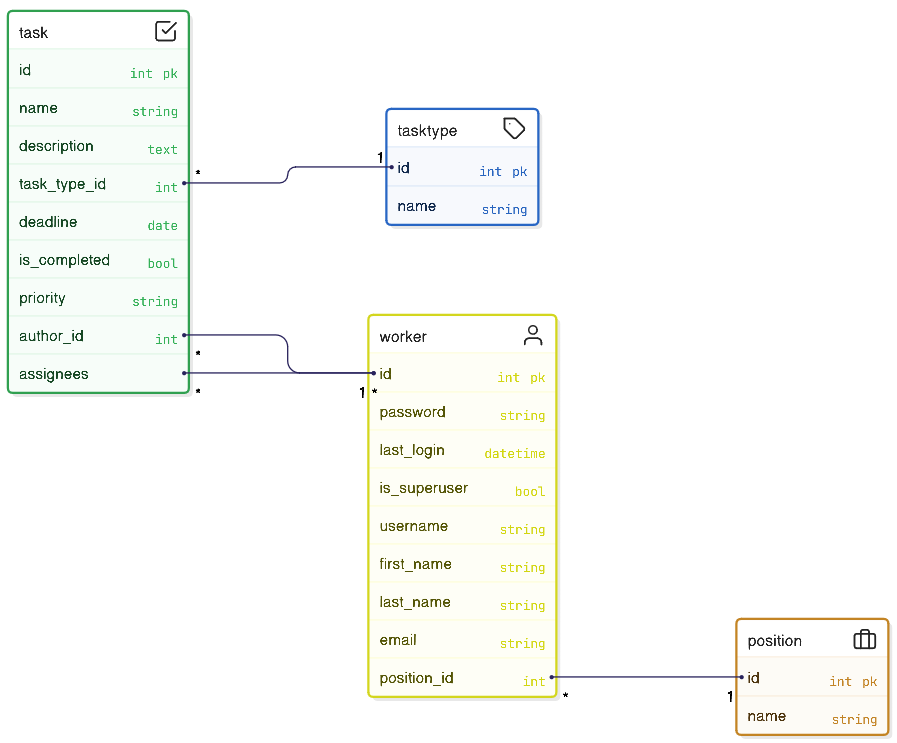 task
id int pk
name string
description text
task_type_id int
deadline date
is_completed bool
priority string
author_id int
assignees
*
*
*
tasktype
1
id int pk
name string
worker
id int pk
1 *
password string
last_login datetime
is_superuser bool
username string
first_name string
last_name string
email string
position_id int
*
position
id int pk
1
name string